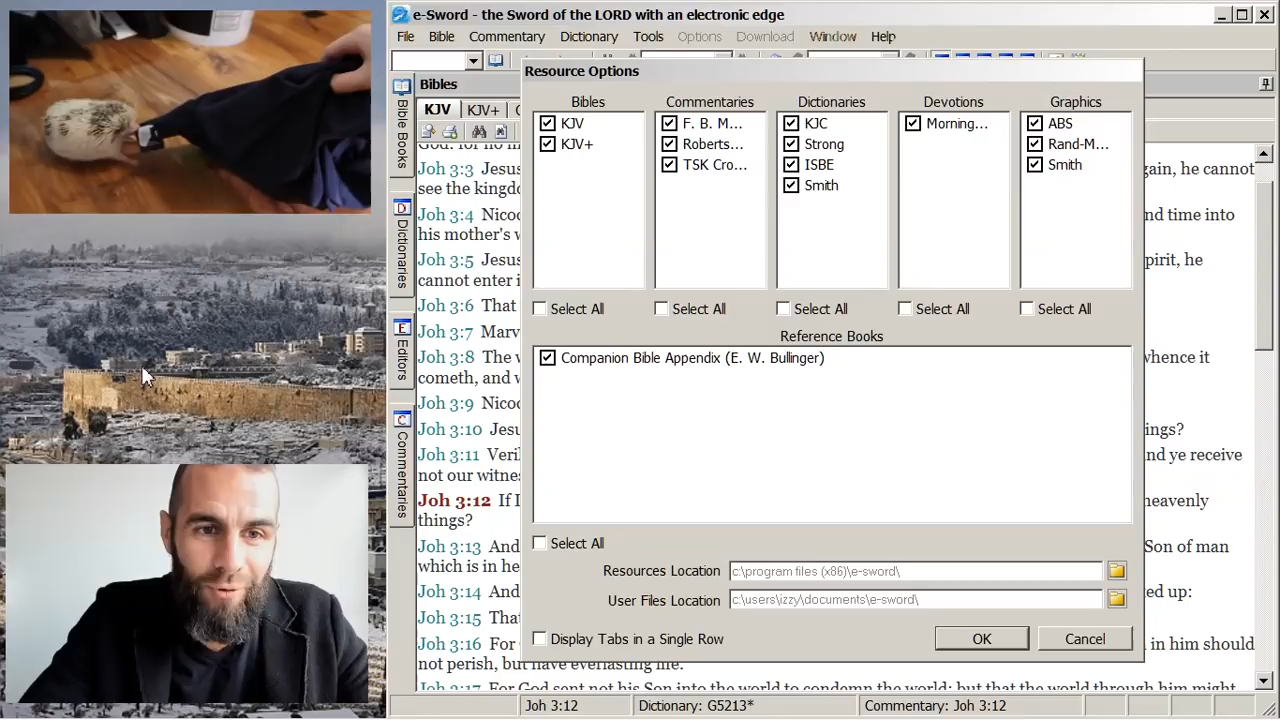 e-Sword - the Sword of the LORD with an electronic edge
File Bible Commentary Dictionary Tools Options Download Window Help
Bibles
KJV KJV+
Bible Books
Dictionaries
Editors
Commentaries
Joh 3:3 Jesus
see the kingdo
Joh 3:4 Nicod
his mother's w
Joh 3:5 Jesus
cannot enter i
Joh 3:6 That
Joh 3:7 Marv
Joh 3:8 The w
cometh, and w
Joh 3:9 Nicod
Joh 3:10 Jesu
Joh 3:11 Veril
not our witne
Joh 3:12 If I
things?
Joh 3:13 And
which is in he
Joh 3:14 And
Joh 3:15 That
Joh 3:16 For G
not perish, but have everlasting life.
Joh 3:17 For God sent not his Son into the world to condemn the world; but that the world through him might
gain, he cannot
nd time into
pirit, he
whence it
ings?
nd ye receive
heavenly
Son of man
ed up:
in him should
Resource Options
Bibles
KJV
KJV+
Select All
Commentaries
F. B. M...
Roberts...
TSK Cro...
Select All
Dictionaries
KJC
Strong
ISBE
Smith
Select All
Devotions
Morning...
Select All
Graphics
ABS
Rand-M...
Smith
Select All
Reference Books
Companion Bible Appendix (E. W. Bullinger)
Select All
Resources Location c:\program files (x86)\e-sword\
User Files Location c:\users\izzy\documents\e-sword\
Display Tabs in a Single Row OK Cancel
Joh 3:12 Dictionary: G5213* Commentary: Joh 3:12